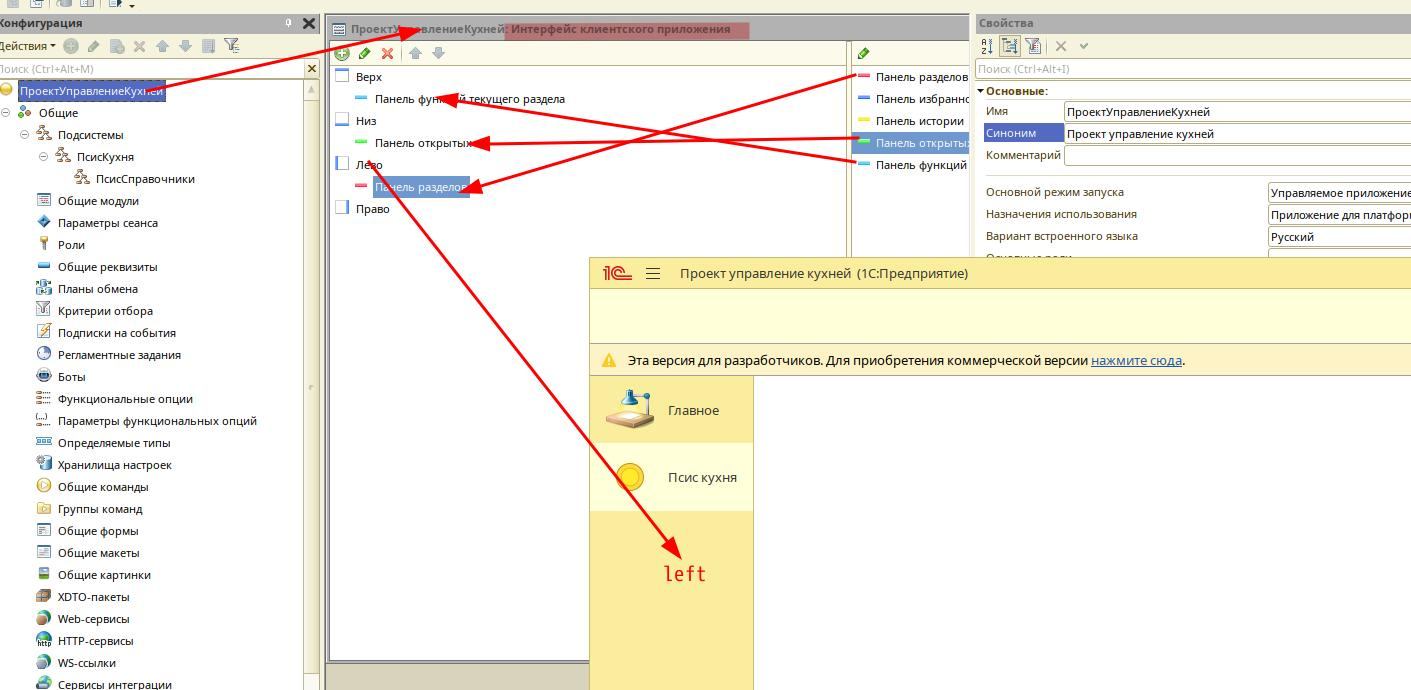 Конфигурация
Действия
Поиск (Ctrl+Alt+M)
ПроектУправлениеКухней
Общие
Подсистемы
ПсисКухня
ПсисСправочники
Общие модули
Параметры сеанса
Роли
Общие реквизиты
Планы обмена
Критерии отбора
Подписки на события
Регламентные задания
Боты
Функциональные опции
Параметры функциональных опций
Определяемые типы
Хранилища настроек
Общие команды
Группы команд
Общие формы
Общие макеты
Общие картинки
XDTO-пакеты
Web-сервисы
HTTP-сервисы
WS-ссылки
Сервисы интеграции
ПроектУправлениеКухней: Интерфейс клиентского приложения
Верх
Панель функций текущего раздела
Низ
Панель открытых
Лево
Панель разделов
Право
Панель разделов
Панель избранно
Панель истории
Панель открытых
Панель функций
Свойства
Поиск (Ctrl+Alt+I)
Основные:
Имя ПроектУправлениеКухней
Синоним Проект управление кухней
Комментарий
Основной режим запуска Управляемое приложение
Назначения использования Приложение для платфор
Вариант встроенного языка Русский
1С Проект управление кухней (1С:Предприятие)
Эта версия для разработчиков. Для приобретения коммерческой версии нажмите сюда.
Главное
Псис кухня
left